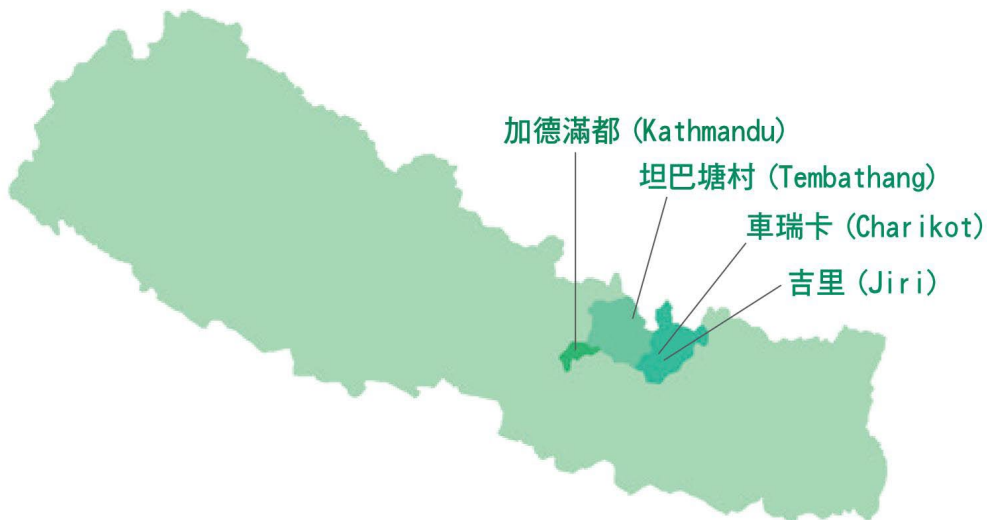 加德滿都 (Kathmandu)
坦巴塘村 (Tembathang)
車瑞卡 (Charikot)
吉里 (Jiri)